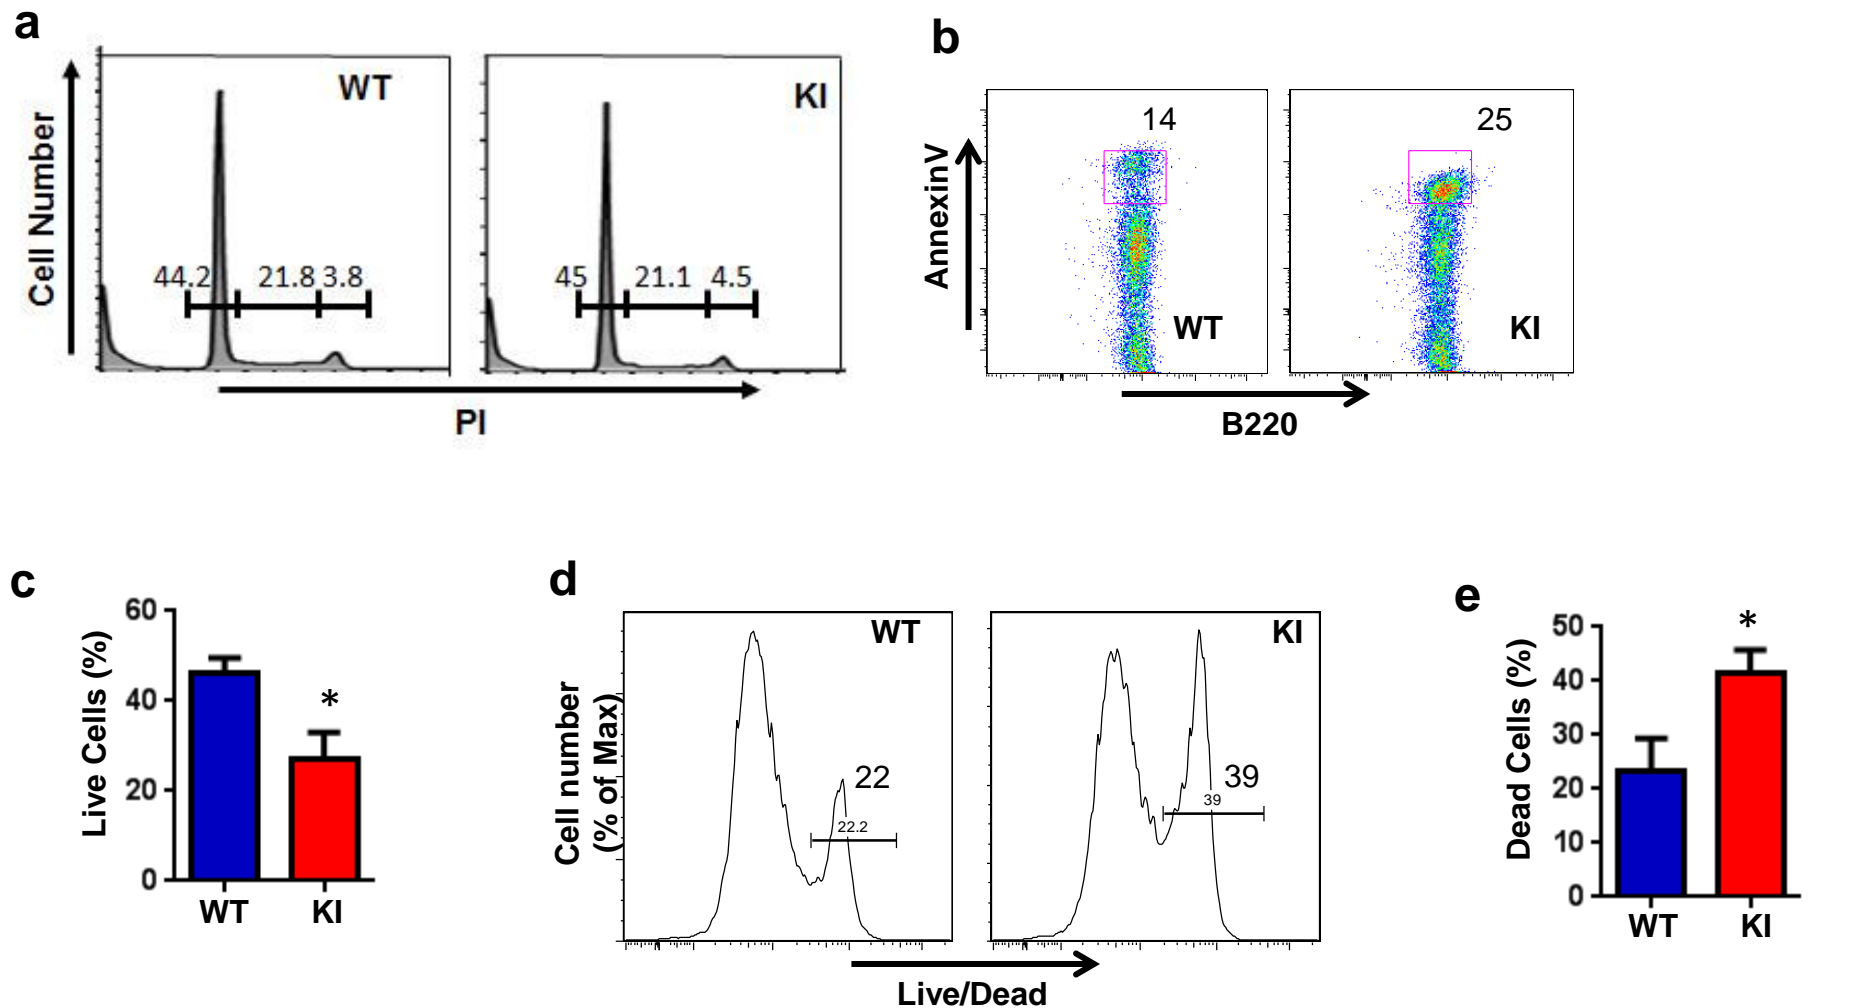 a
WT
KI
Cell Number
44.2
21.8
3.8
45
21.1
4.5
PI
b
14
25
AnnexinV
WT
KI
B220
c
Live Cells (%)
60
40
20
0
*
WT
KI
d
Cell number
(% of Max)
WT
KI
22
22.2
39
39
Live/Dead
e
Dead Cells (%)
50
40
30
20
10
0
*
WT
KI